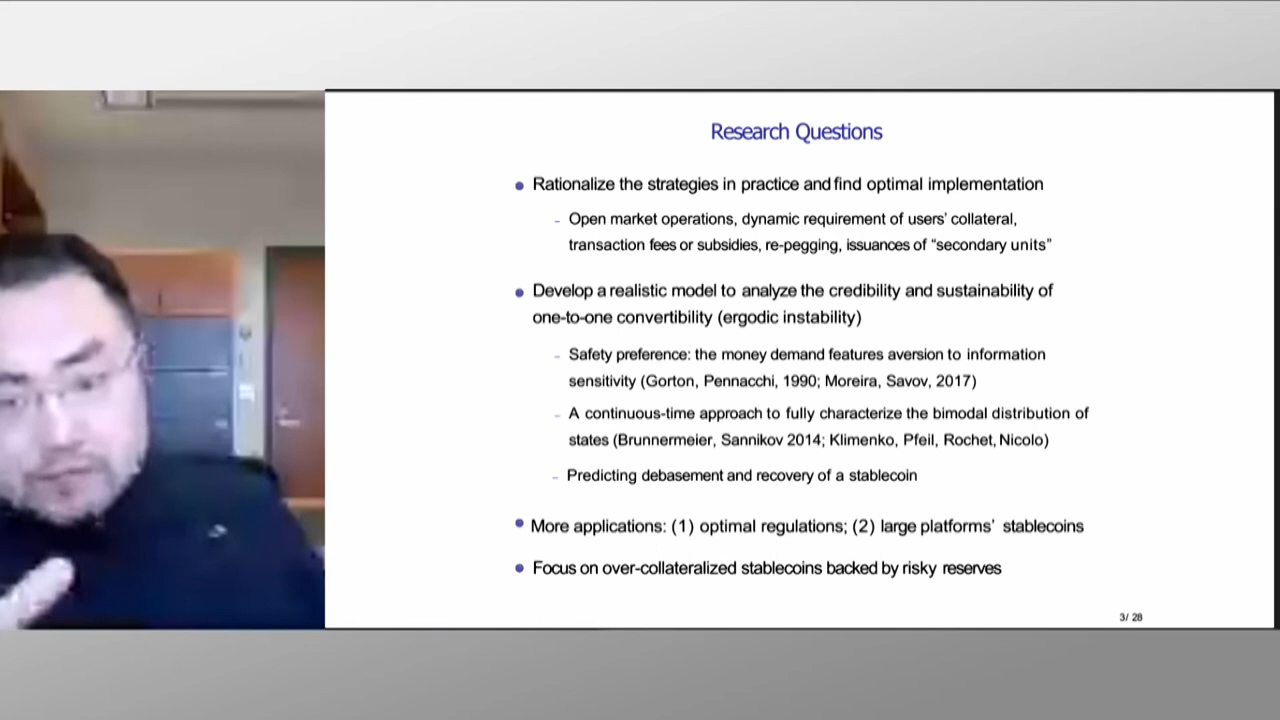 Research Questions
Rationalize the strategies in practice and find optimal implementation
Open market operations, dynamic requirement of users' collateral,
transaction fees or subsidies, re-pegging, issuances of “secondary units”
Develop a realistic model to analyze the credibility and sustainability of
one-to-one convertibility (ergodic instability)
Safety preference: the money demand features aversion to information
sensitivity (Gorton, Pennacchi, 1990; Moreira, Savov, 2017)
A continuous-time approach to fully characterize the bimodal distribution of
states (Brunnermeier, Sannikov 2014; Klimenko, Pfeil, Rochet, Nicolo)
Predicting debasement and recovery of a stablecoin
More applications: (1) optimal regulations; (2) large platforms' stablecoins
Focus on over-collateralized stablecoins backed by risky reserves
3/ 28